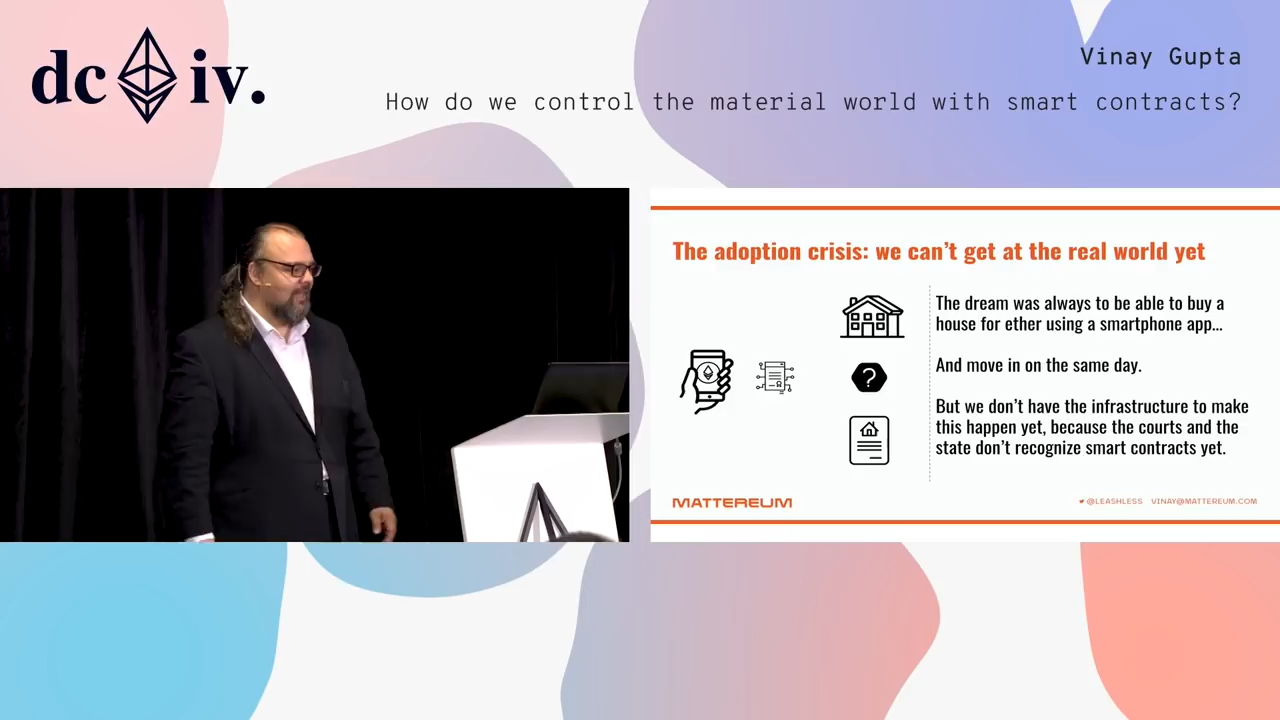 dc iv.
Vinay Gupta
How do we control the material world with smart contracts?
The adoption crisis: we can't get at the real world yet
The dream was always to be able to buy a
house for ether using a smartphone app...
And move in on the same day.
?
But we don't have the infrastructure to make
this happen yet, because the courts and the
state don't recognize smart contracts yet.
MATTEREUM
@LEASHLESS VINAY@MATTEREUM.COM